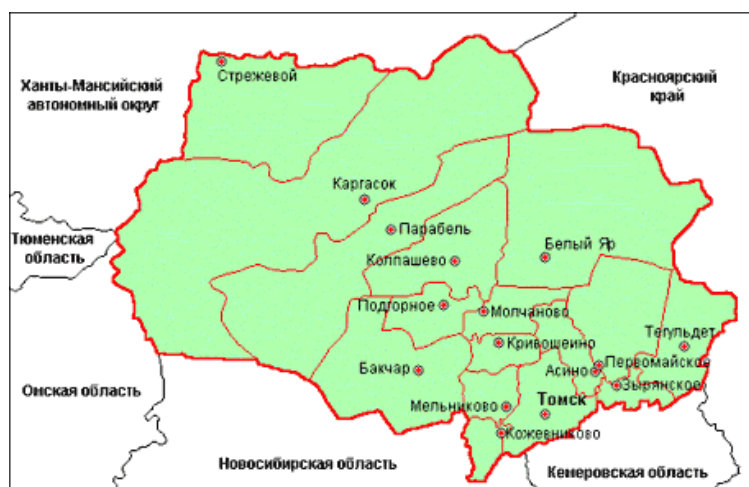 Стрежевой
Ханты-Мансийский
автономный округ
Красноярский
край
Каргасок
Парабель
Тюменская
область
Колпашево
Белый Яр
Подгорное
Молчаново
Тегульдет
Кривошеино
Первомайское
Бакчар
Асино
Зырянское
Омская область
Мельниково
Томск
Кожевниково
Новосибирская область
Кемеровская область